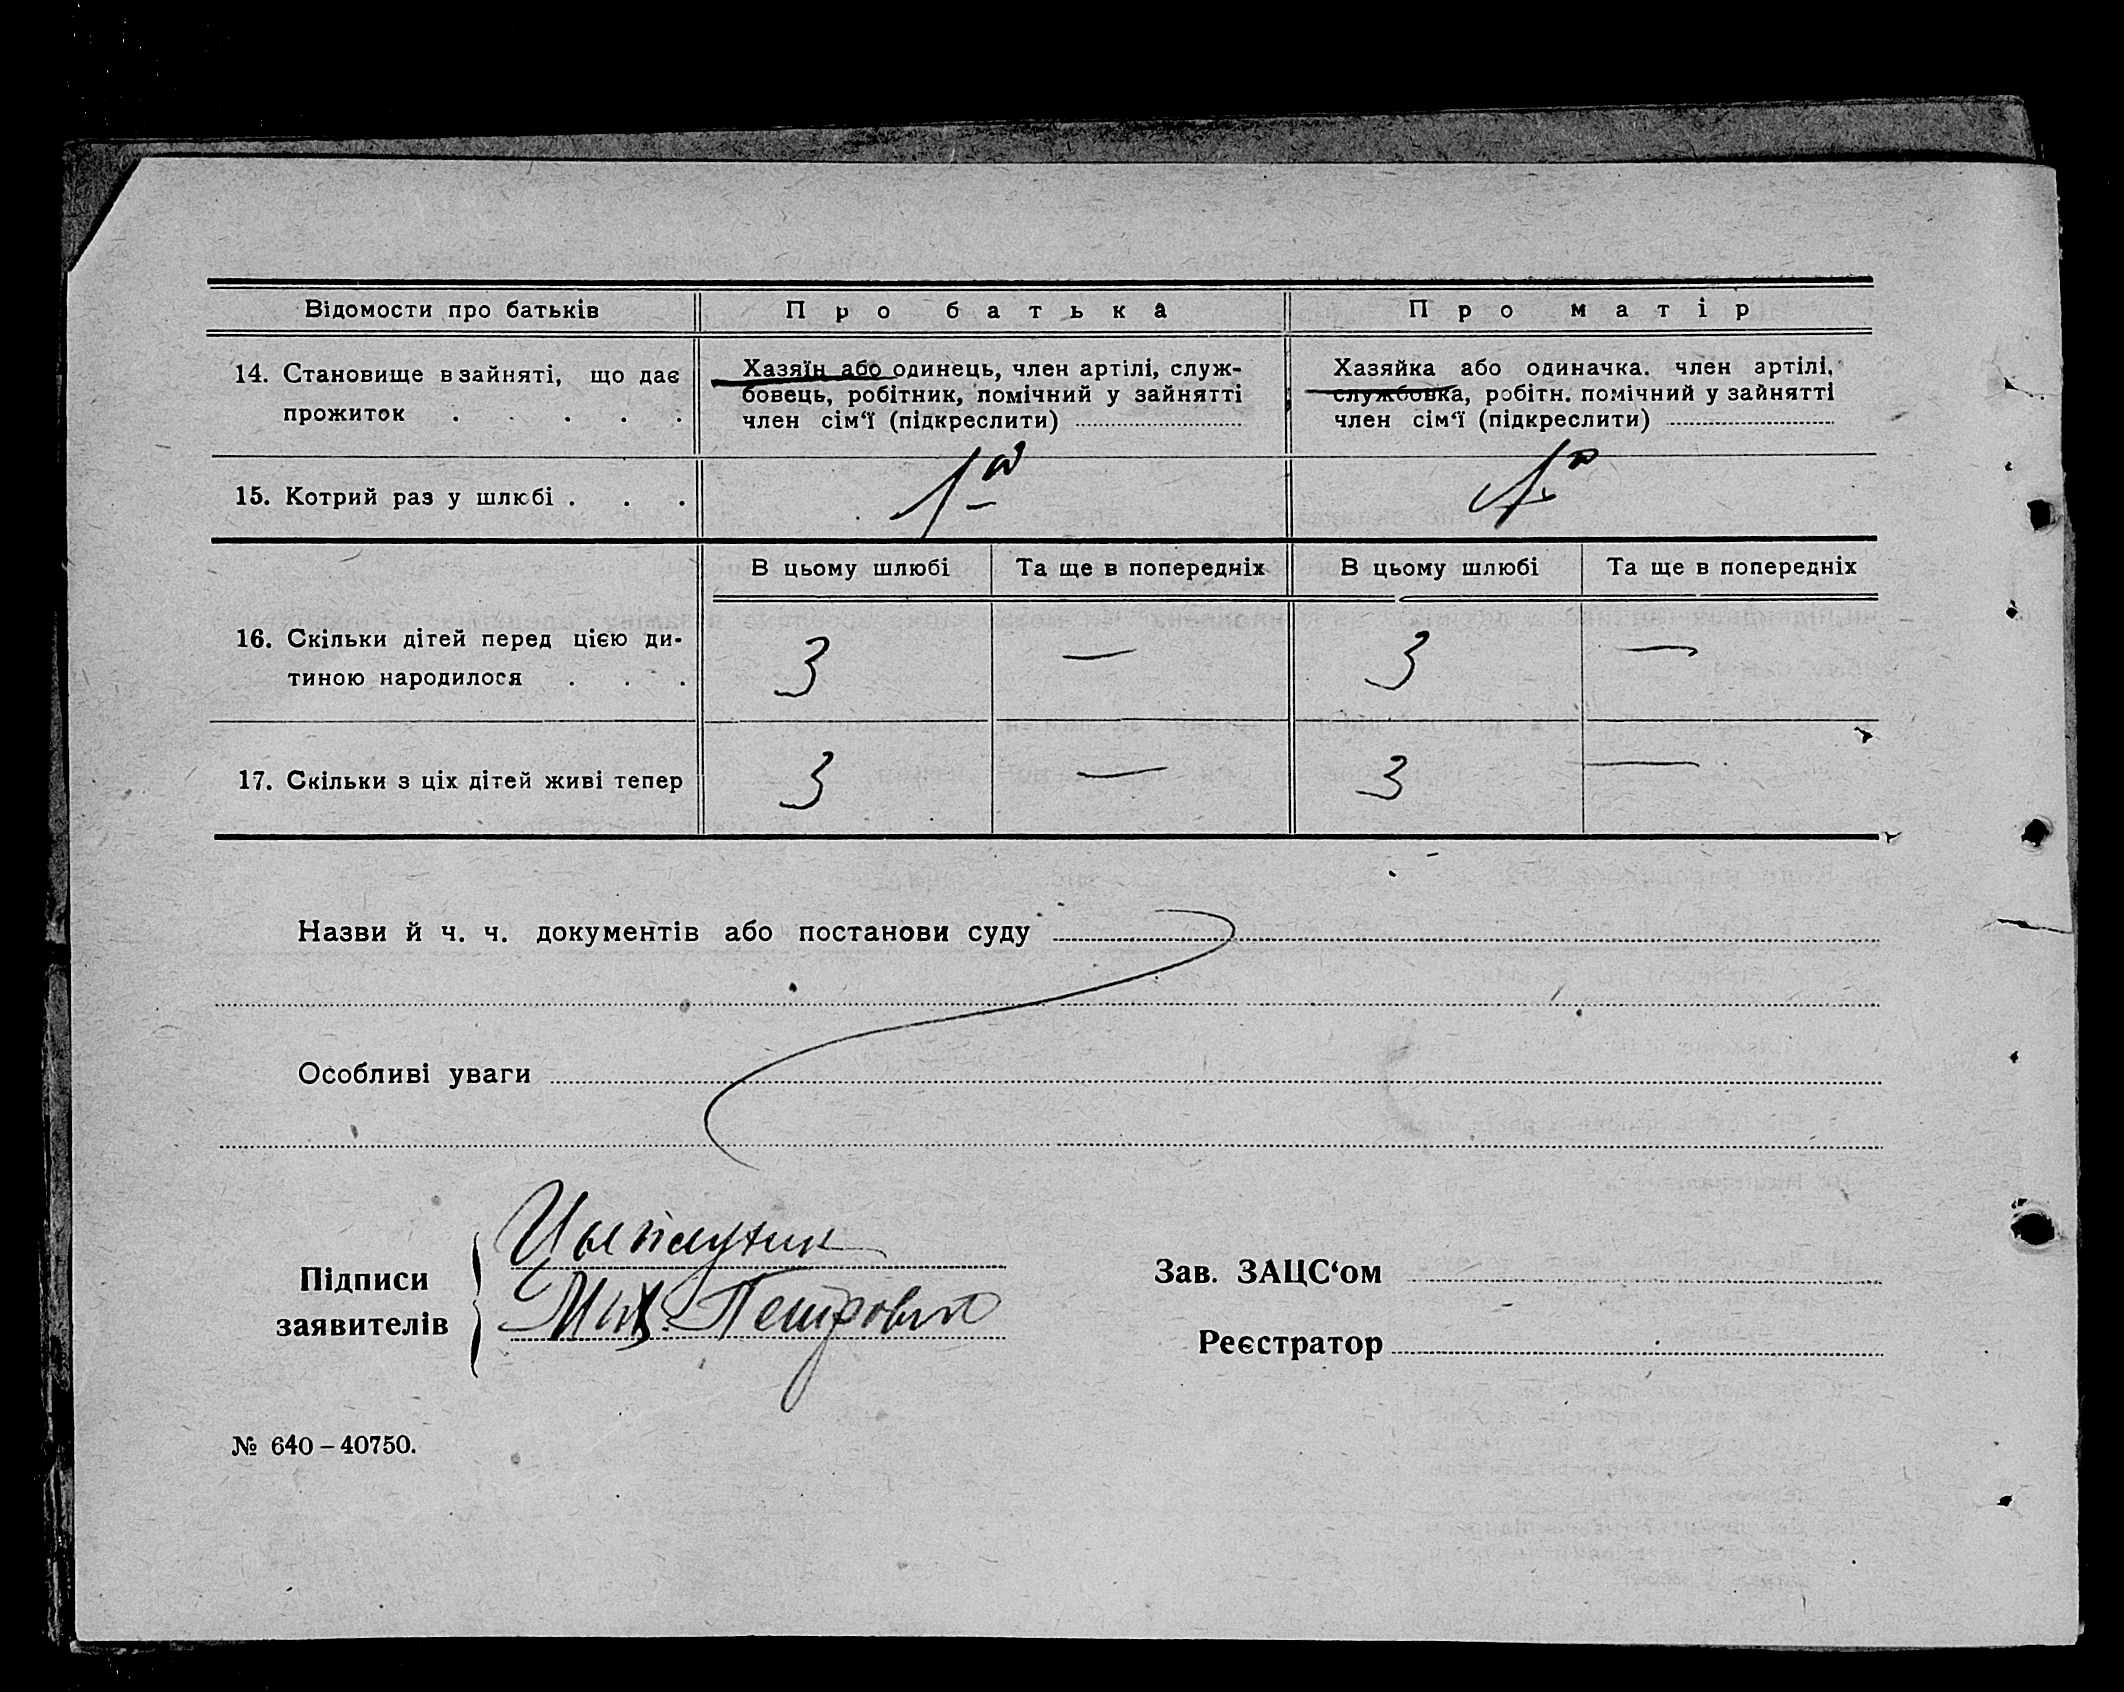 Відомости про батьків
Про батька
Про матір
14. Становище в зайняті, що дає
прожиток . . . .
Хазяїн або одинець, член артілі, служ-
бовець, робітник, помічний у зайнятті
член сім‘ї (підкреслити)
Хазяйка або одиначка. член артілі,
службовка, робітн. помічний у зайнятті
член сім‘ї (підкреслити)
15. Котрий раз у шлюбі . . .
1-й
В цьому шлюбі
Та ще в попередніх
В цьому шлюбі
Та ще в попередніх
16. Скільки дітей перед цією ди-
тиною народилося . . .
3 — 3 —
17. Скільки з ціх дітей живі тепер
3 — 3 —
Назви й ч. ч. документів або постанови суду
Особливі уваги
Підписи
заявителів
Мих. Петрович
Зав. ЗАЦС‘ом
Реєстратор
№ 640 – 40750.